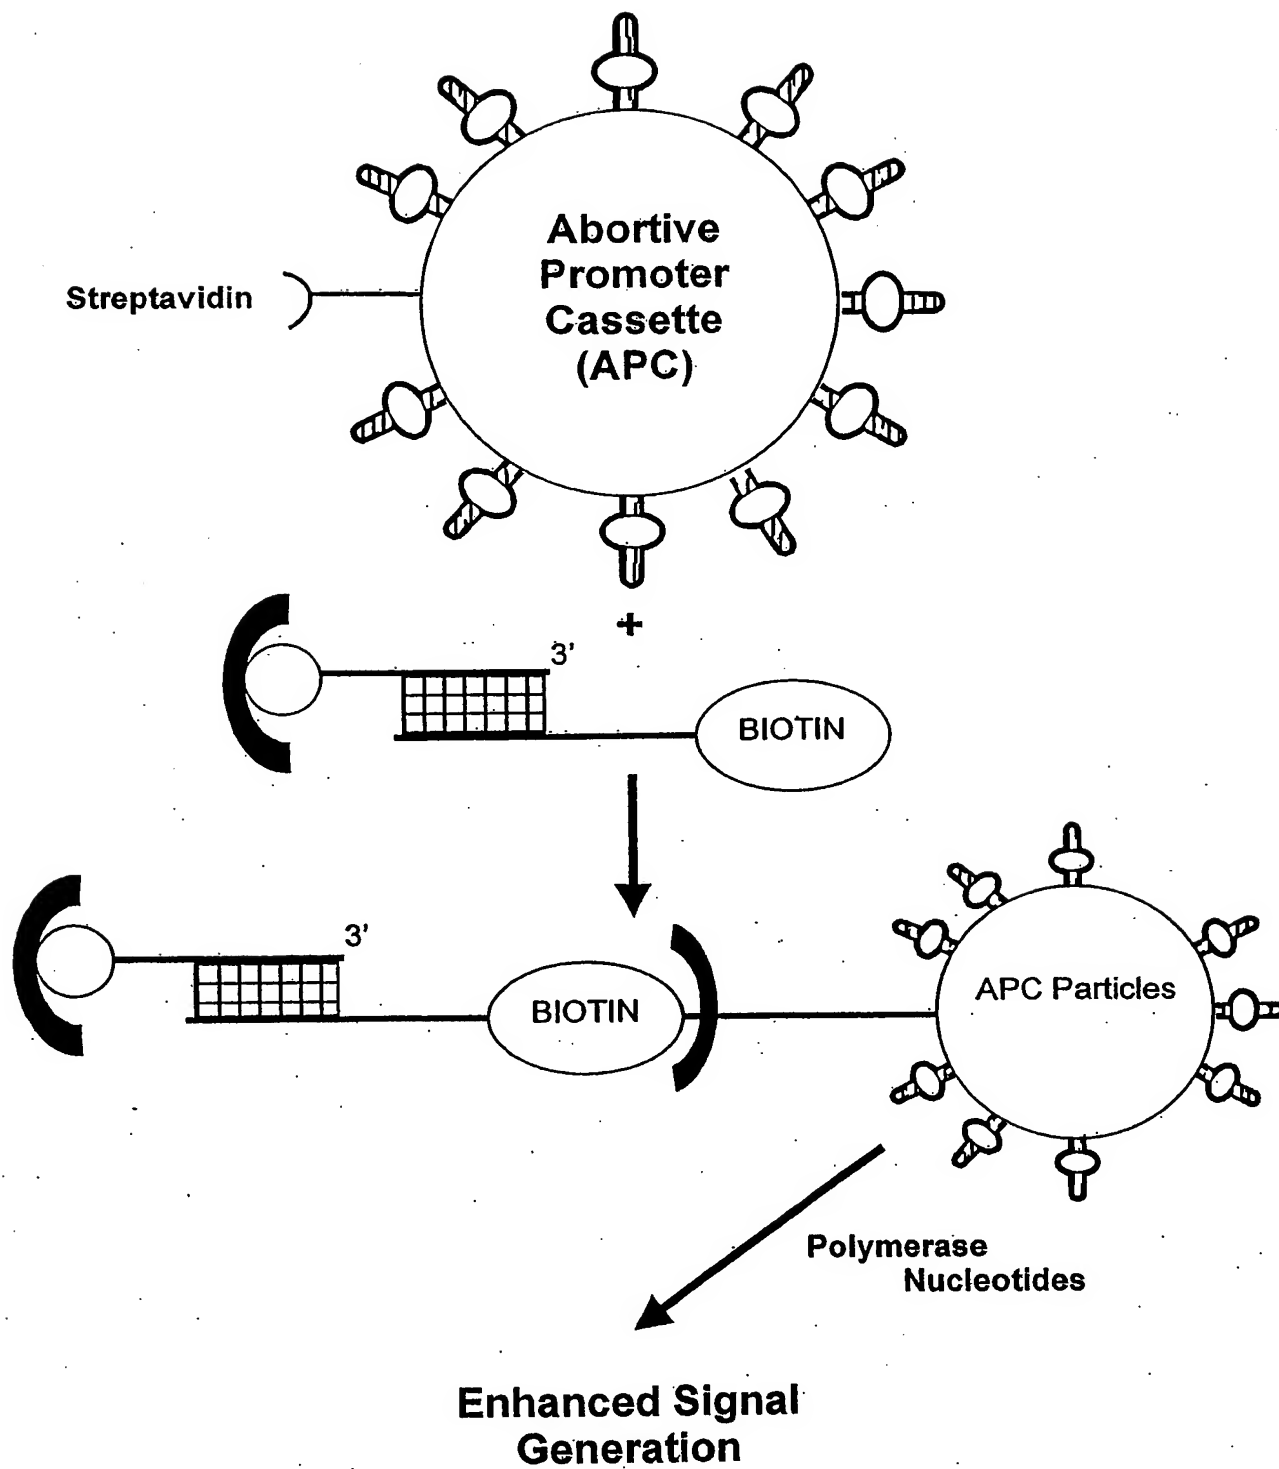 Abortive
Promoter
Cassette
(APC)
Streptavidin
+
3'
BIOTIN
3'
BIOTIN
APC Particles
Polymerase
Nucleotides
Enhanced Signal
Generation